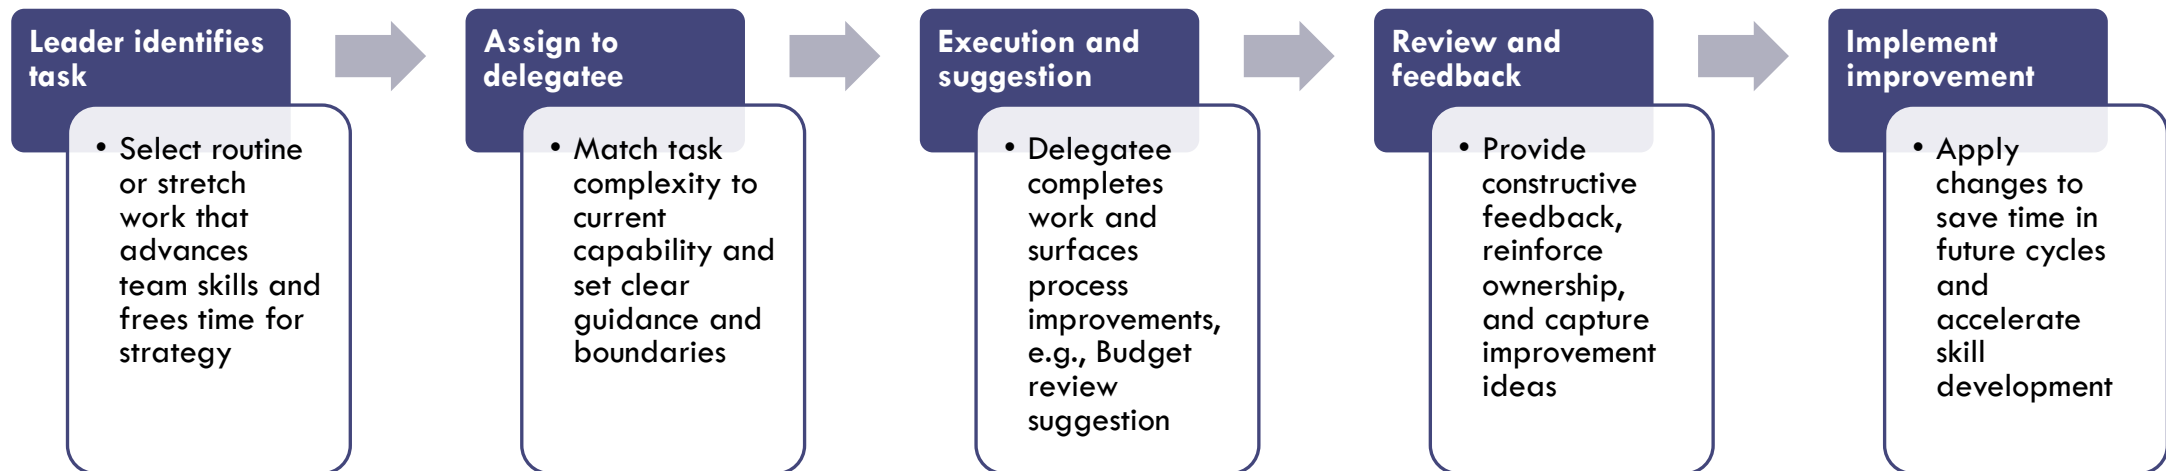 Leader identifies
task
• Select routine
or stretch
work that
advances
team skills and
frees time for
strategy
Assign to
delegatee
• Match task
complexity to
current
capability and
set clear
guidance and
boundaries
Execution and
suggestion
• Delegatee
completes
work and
surfaces
process
improvements,
e.g., Budget
review
suggestion
Review and
feedback
• Provide
constructive
feedback,
reinforce
ownership,
and capture
improvement
ideas
Implement
improvement
• Apply
changes to
save time in
future cycles
and
accelerate
skill
development